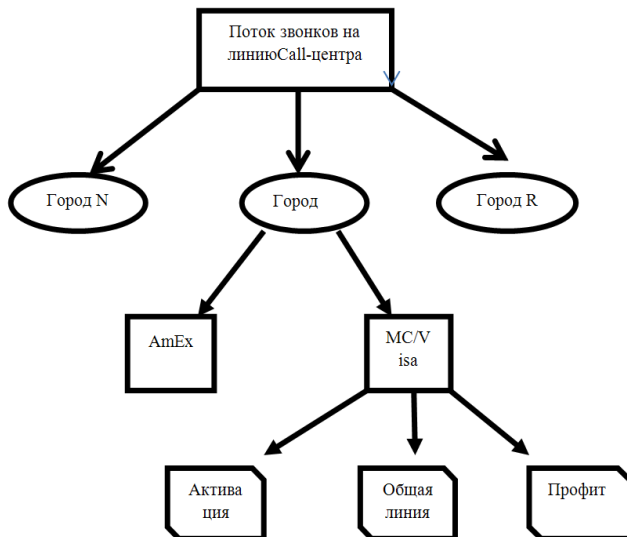 Поток звонков на
линиюCall-центра
Город N
Город
Город R
AmEx
MC/V
isa
Актива
ция
Общая
линия
Профит